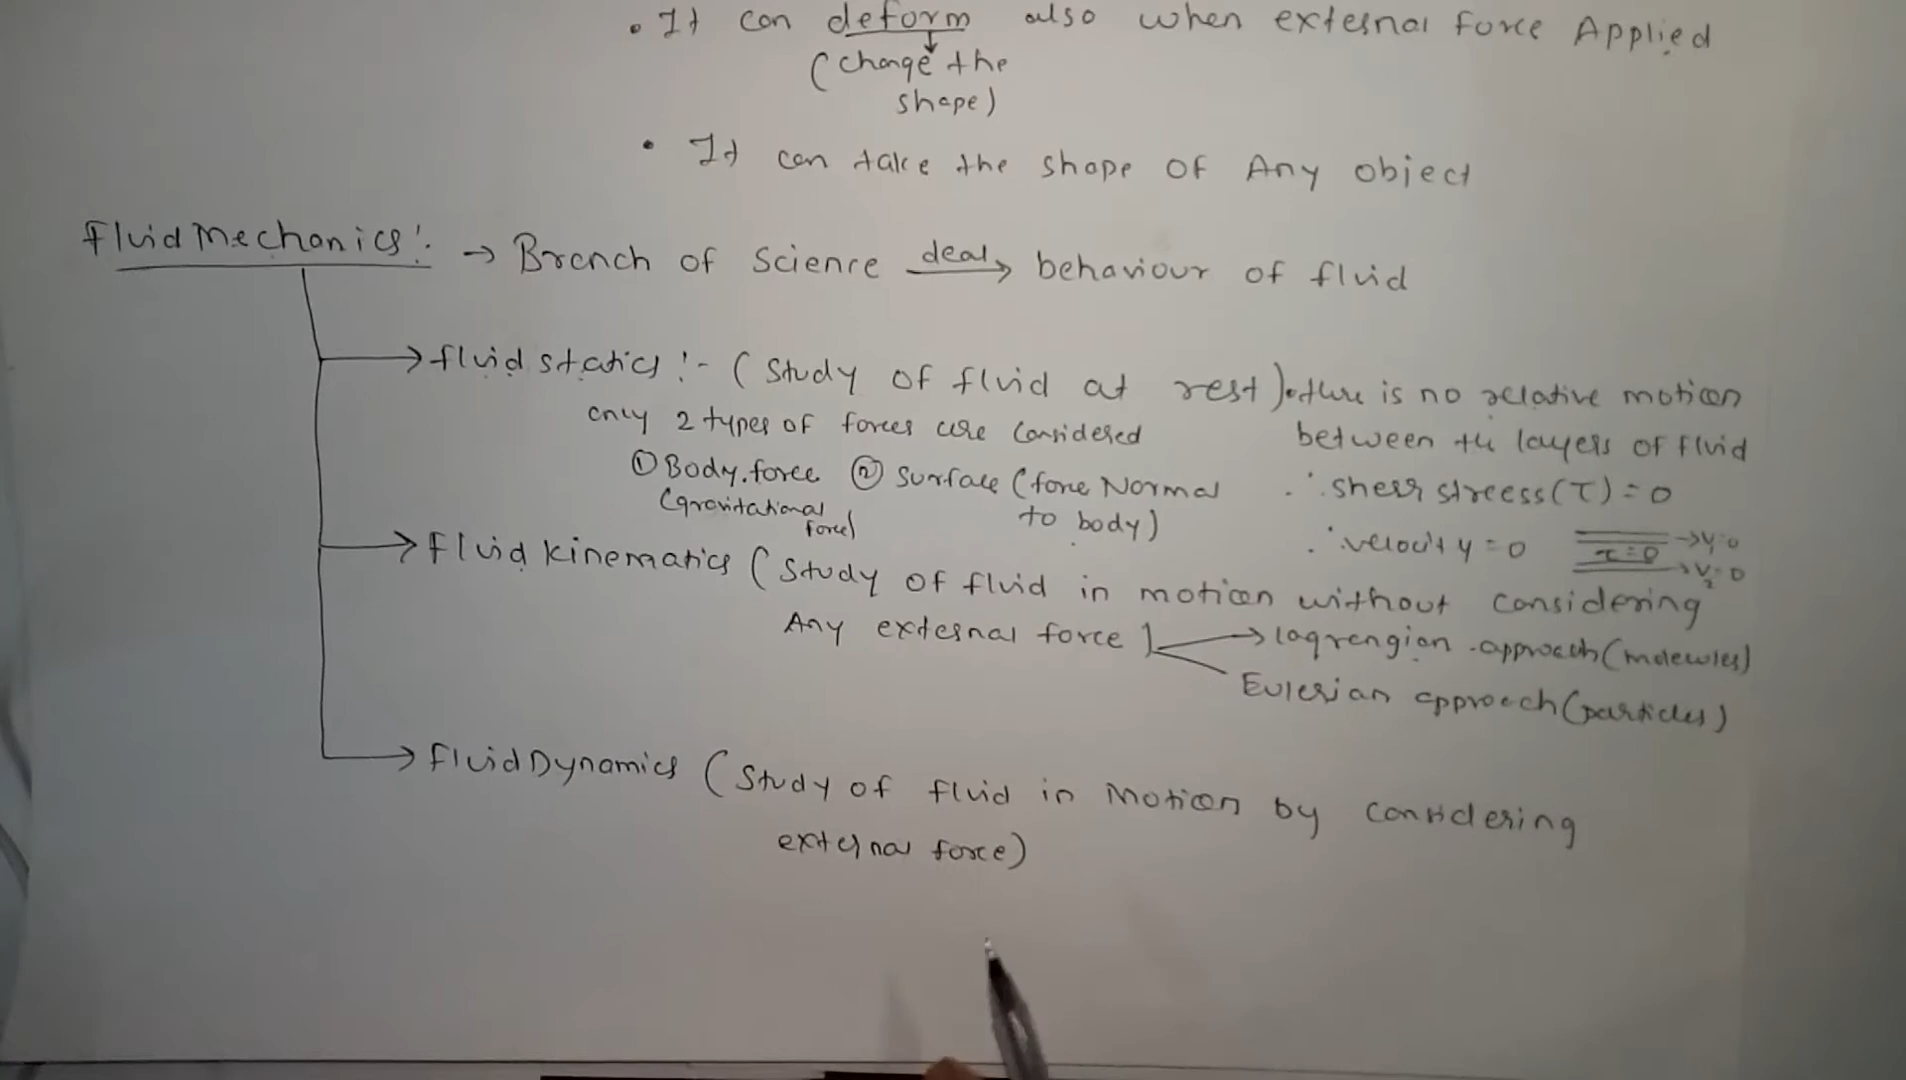 • It can deform also when external force Applied
(change the
shape)
• It can take the shape of Any object
fluid Mechanics :- → Branch of Science deal→ behaviour of fluid
→ fluid statics :- (Study of fluid at rest) • there is no relative motion
only 2 types of forces are considered
between the layers of fluid
① Body force ② surface (force Normal
∴ shear streess (τ) = 0
(gravitational
force)
to body)
∴ velocity = 0
τ = 0
→ V=0
→ V₂=0
→ fluid kinematics (Study of fluid in motion without considering
Any external force)
→ lagrengian approach (molecules)
Eulerian approach (particles)
→ fluid Dynamics (Study of fluid in Motion by considering
external force)